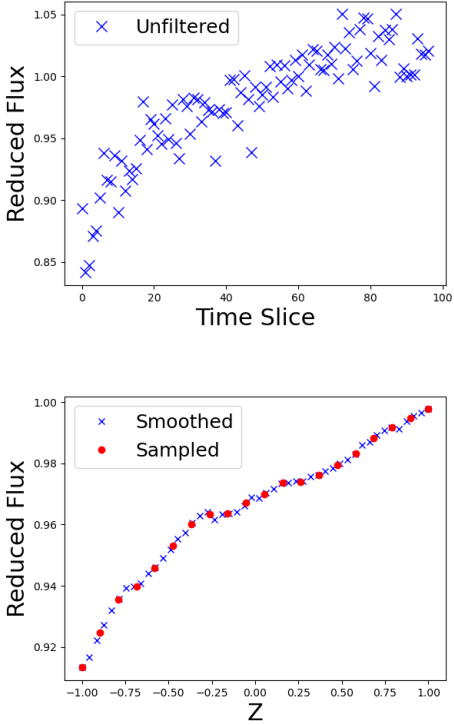 1.05
1.00
0.95
0.90
0.85
Reduced Flux
Unfiltered
0 20 40 60 80 100
Time Slice
1.00
0.98
0.96
0.94
0.92
Reduced Flux
Smoothed
Sampled
−1.00 −0.75 −0.50 −0.25 0.00 0.25 0.50 0.75 1.00
Z